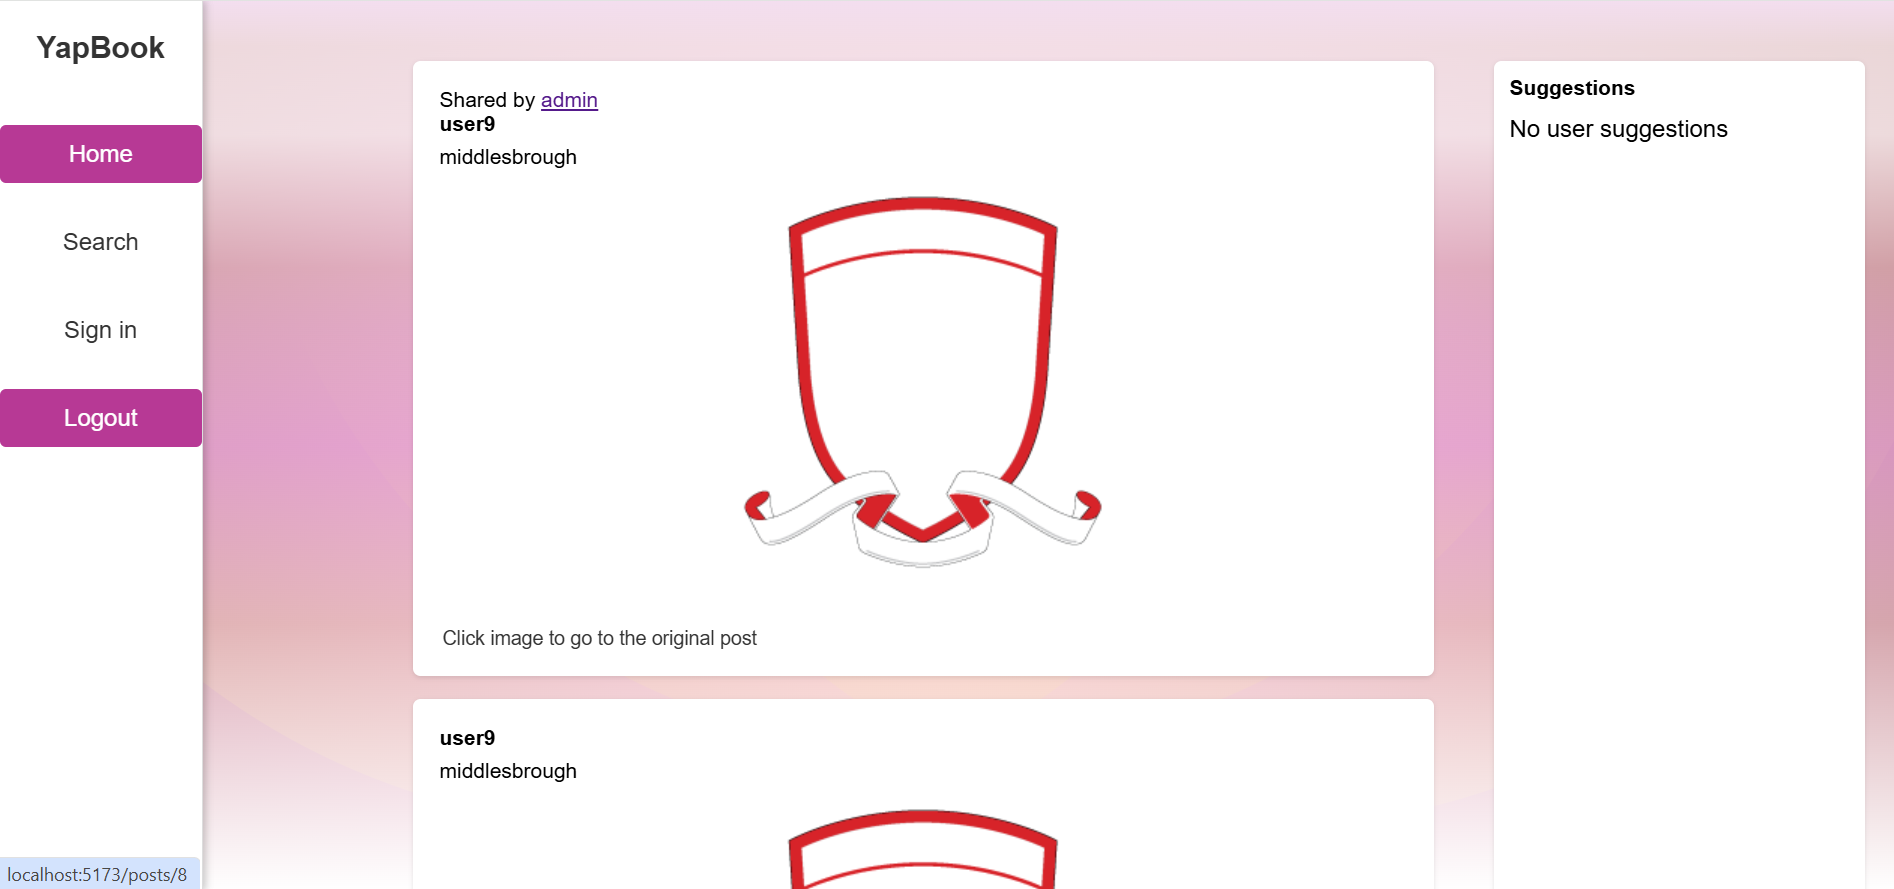 YapBook
Home
Search
Sign in
Logout
Shared by admin
user9
middlesbrough
Click image to go to the original post
user9
middlesbrough
Suggestions
No user suggestions
localhost:5173/posts/8